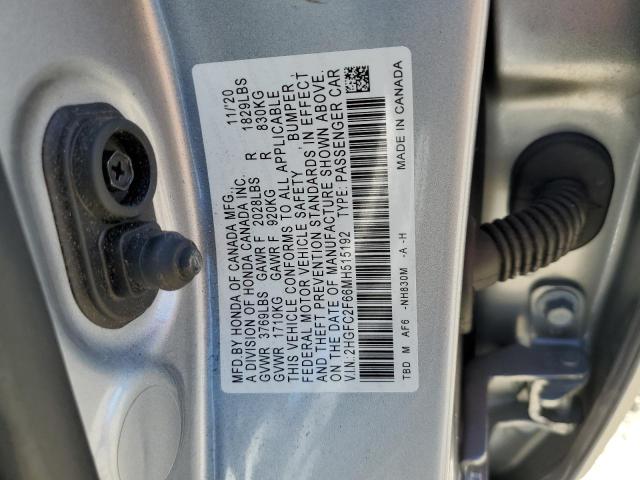 MFD.BY HONDA OF CANADA MFG., 11/'20
A DIVISION OF HONDA CANADA INC.
GVWR 3769LBS GAWR F 2028LBS R 1829LBS
GVWR 1710KG GAWR F 920KG R 830KG
THIS VEHICLE CONFORMS TO ALL APPLICABLE
FEDERAL MOTOR VEHICLE SAFETY BUMPER,
AND THEFT PREVENTION STANDARDS IN EFFECT
ON THE DATE OF MANUFACTURE SHOWN ABOVE.
V.I.N. 2HGFC2F66MH515192 TYPE: PASSENGER CAR
TBD M AF6 -NH830M -A -H MADE IN CANADA